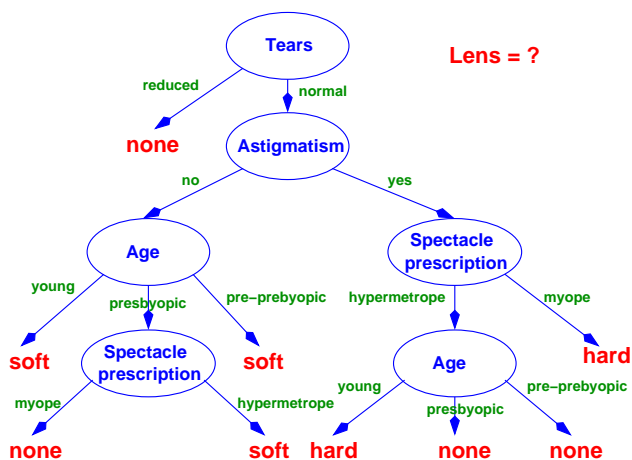 Tears
Lens = ?
reduced
normal
none
Astigmatism
no
yes
Age
Spectacle
prescription
young
presbyopic
pre-prebyopic
hypermetrope
myope
soft
Spectacle
prescription
soft
Age
hard
myope
hypermetrope
young
presbyopic
pre-prebyopic
none
soft
hard
none
none